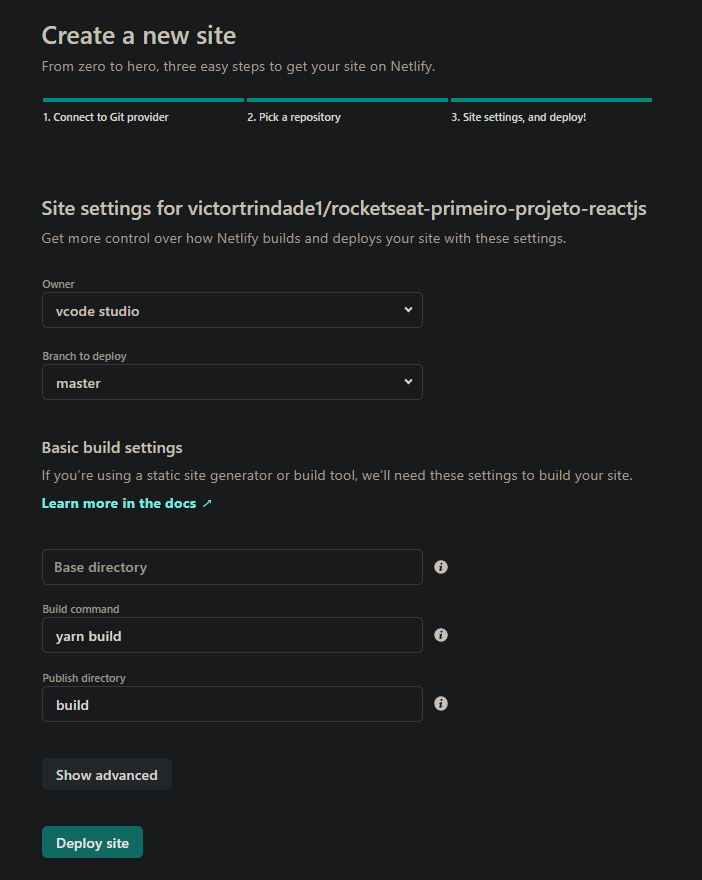 Create a new site
From zero to hero, three easy steps to get your site on Netlify.
1. Connect to Git provider
2. Pick a repository
3. Site settings, and deploy!
Site settings for victortrindade1/rocketseat-primeiro-projeto-reactjs
Get more control over how Netlify builds and deploys your site with these settings.
Owner
vcode studio
Branch to deploy
master
Basic build settings
If you’re using a static site generator or build tool, we’ll need these settings to build your site.
Learn more in the docs ↗
Base directory
Build command
yarn build
Publish directory
build
Show advanced
Deploy site